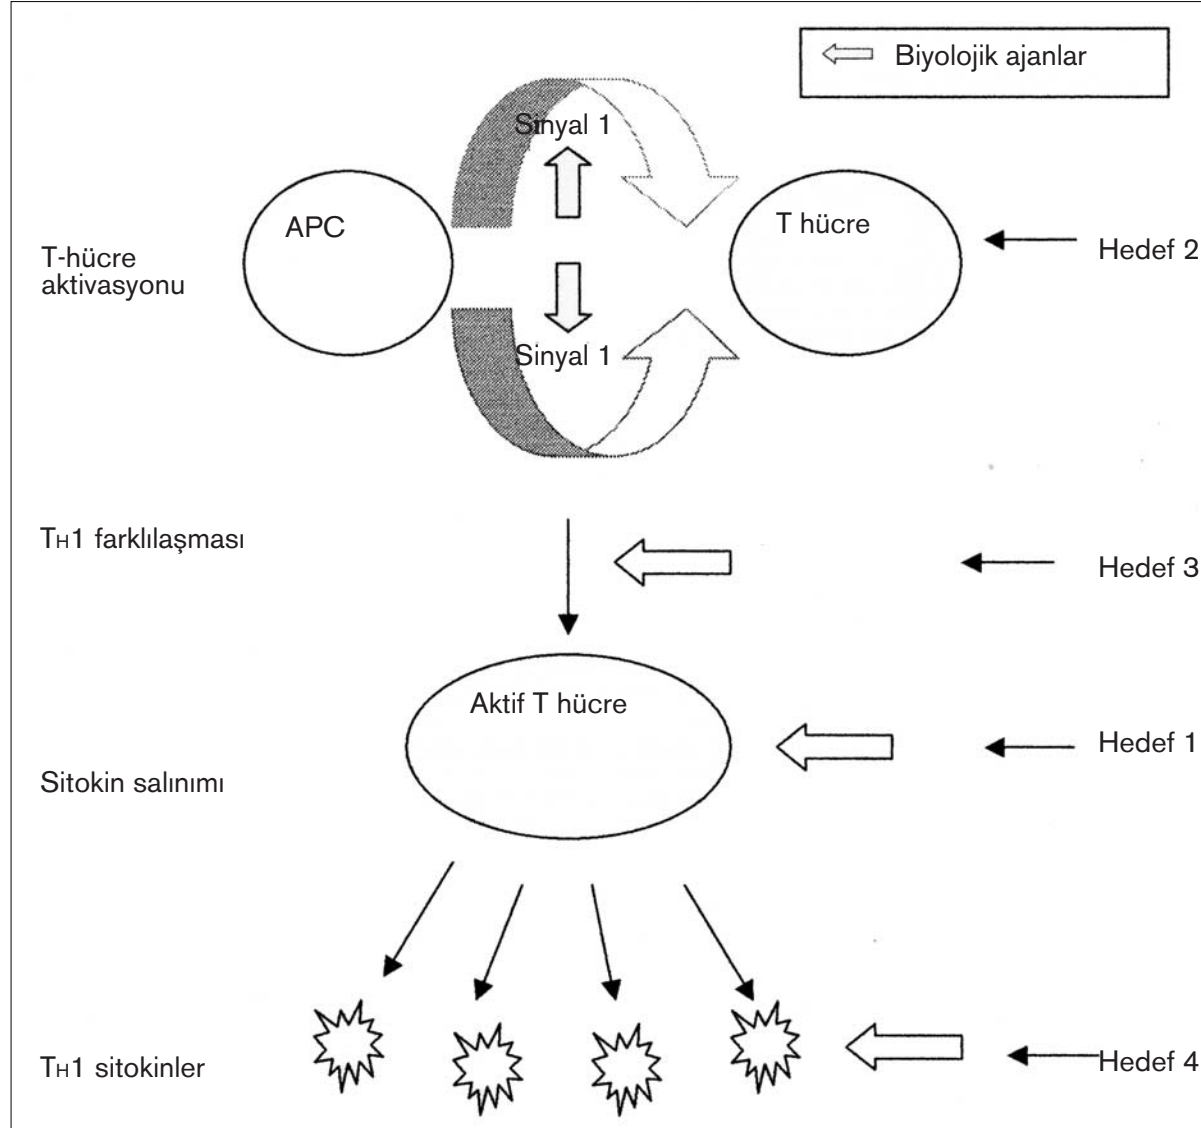 Biyolojik ajanlar
Sinyal 1
APC
T hücre
T-hücre
aktivasyonu
Hedef 2
Sinyal 1
TH1 farklılaşması
Hedef 3
Aktif T hücre
Hedef 1
Sitokin salınımı
TH1 sitokinler
Hedef 4